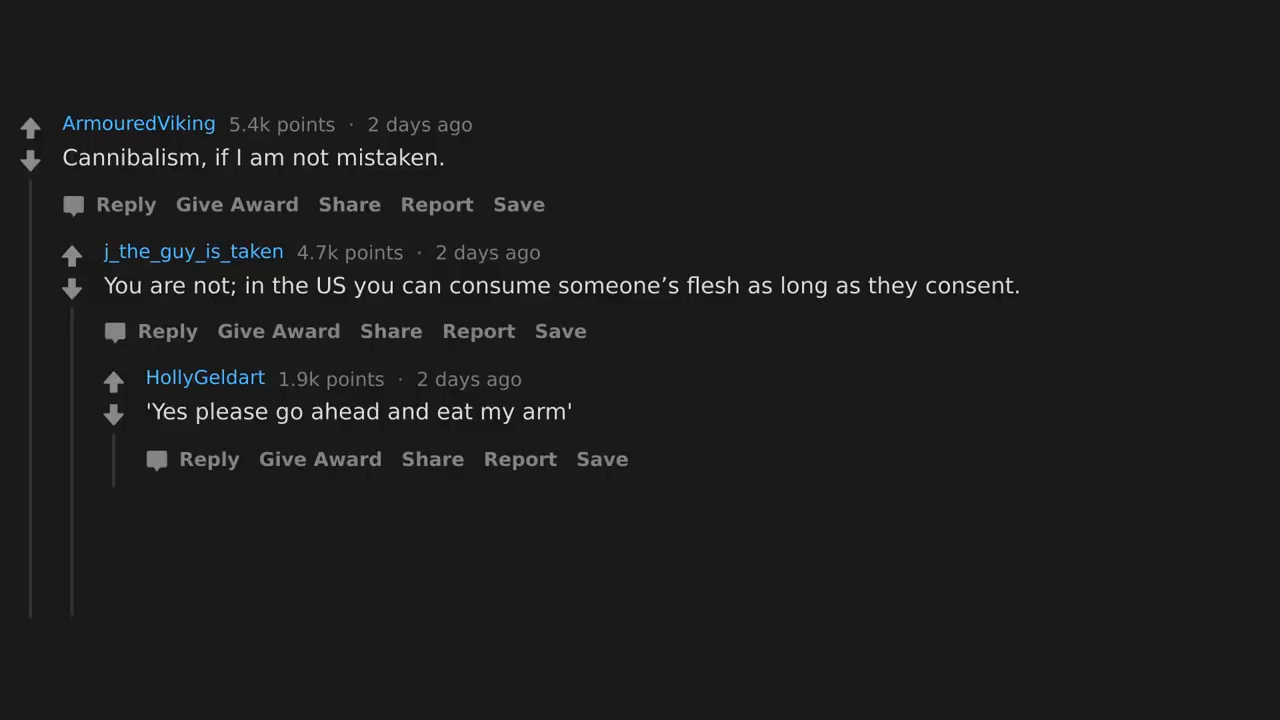 ArmouredViking 5.4k points · 2 days ago
Cannibalism, if I am not mistaken.
Reply Give Award Share Report Save
j_the_guy_is_taken 4.7k points · 2 days ago
You are not; in the US you can consume someone’s flesh as long as they consent.
Reply Give Award Share Report Save
HollyGeldart 1.9k points · 2 days ago
'Yes please go ahead and eat my arm'
Reply Give Award Share Report Save